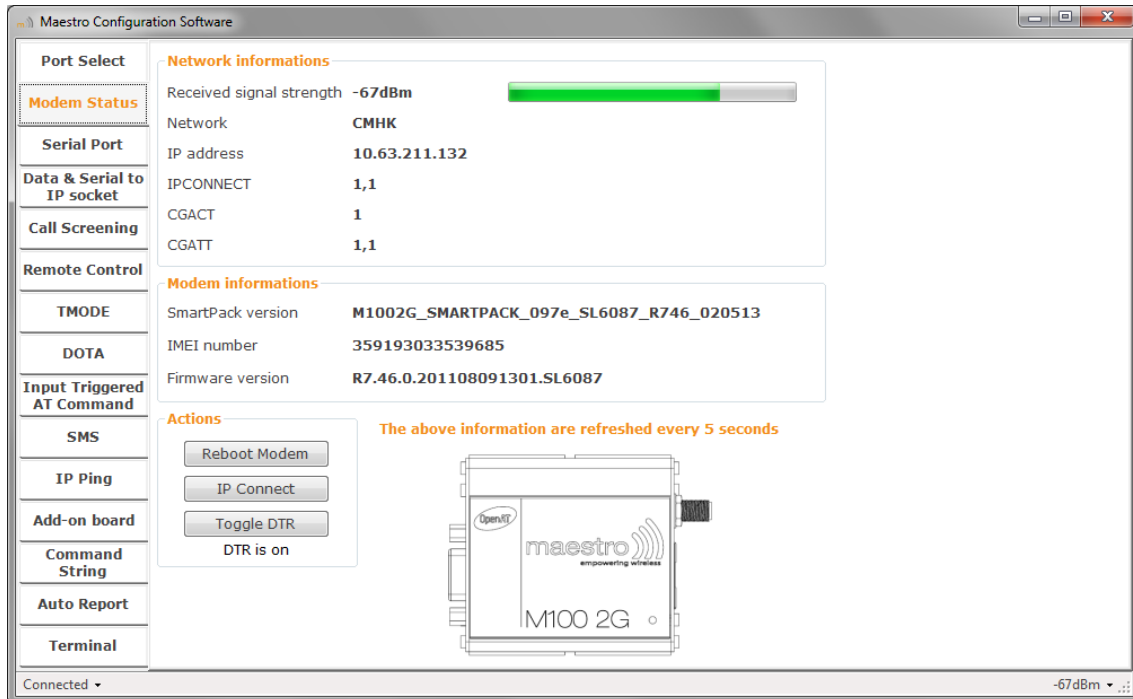 Maestro Configuration Software
Port Select
Modem Status
Serial Port
Data & Serial to
IP socket
Call Screening
Remote Control
TMODE
DOTA
Input Triggered
AT Command
SMS
IP Ping
Add-on board
Command
String
Auto Report
Terminal
Network informations
Received signal strength -67dBm
Network CMHK
IP address 10.63.211.132
IPCONNECT 1,1
CGACT 1
CGATT 1,1
Modem informations
SmartPack version M1002G_SMARTPACK_097e_SL6087_R746_020513
IMEI number 359193033539685
Firmware version R7.46.0.201108091301.SL6087
Actions
Reboot Modem
IP Connect
Toggle DTR
DTR is on
The above information are refreshed every 5 seconds
OpenAT
maestro
empowering wireless
M100 2G
Connected -67dBm